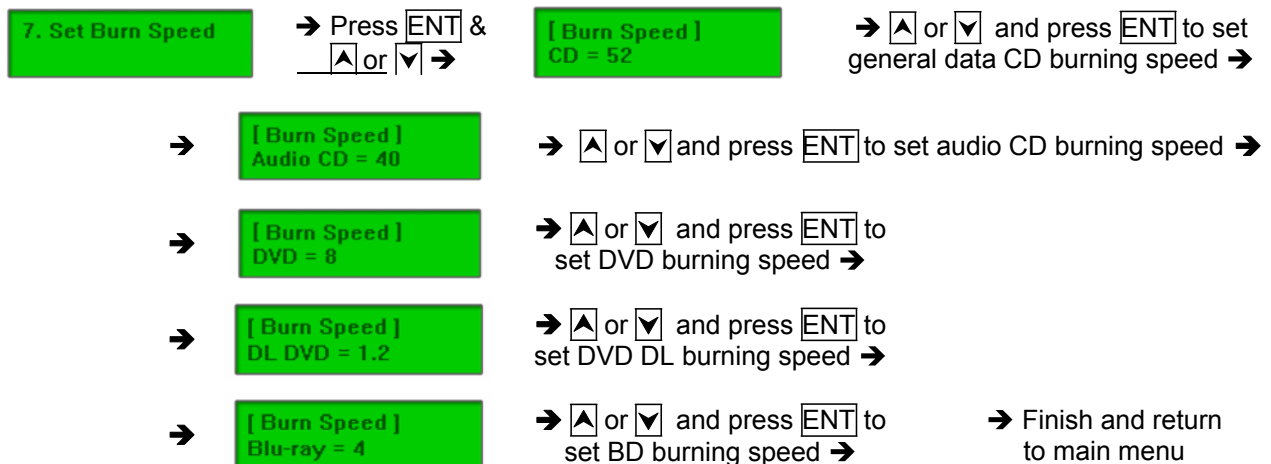 7. Set Burn Speed
➔ Press ENT &
or ➔
[ Burn Speed ]
CD = 52
➔ or and press ENT to set
general data CD burning speed ➔
➔
[ Burn Speed ]
Audio CD = 40
➔ or and press ENT to set audio CD burning speed ➔
➔
[ Burn Speed ]
DVD = 8
➔ or and press ENT to
set DVD burning speed ➔
➔
[ Burn Speed ]
DL DVD = 1.2
➔ or and press ENT to
set DVD DL burning speed ➔
➔
[ Burn Speed ]
Blu-ray = 4
➔ or and press ENT to
set BD burning speed ➔
➔ Finish and return
to main menu